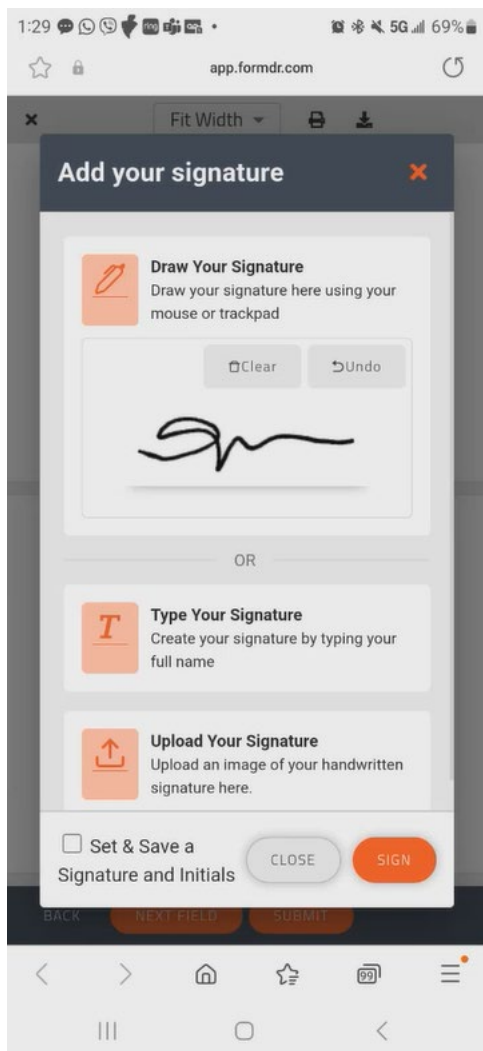 1:29 5G 69%
app.formdr.com
Fit Width
Add your signature
Draw Your Signature
Draw your signature here using your
mouse or trackpad
Clear Undo
OR
T
Type Your Signature
Create your signature by typing your
full name
Upload Your Signature
Upload an image of your handwritten
signature here.
Set & Save a
Signature and Initials
CLOSE SIGN
BACK NEXT FIELD SUBMIT
99